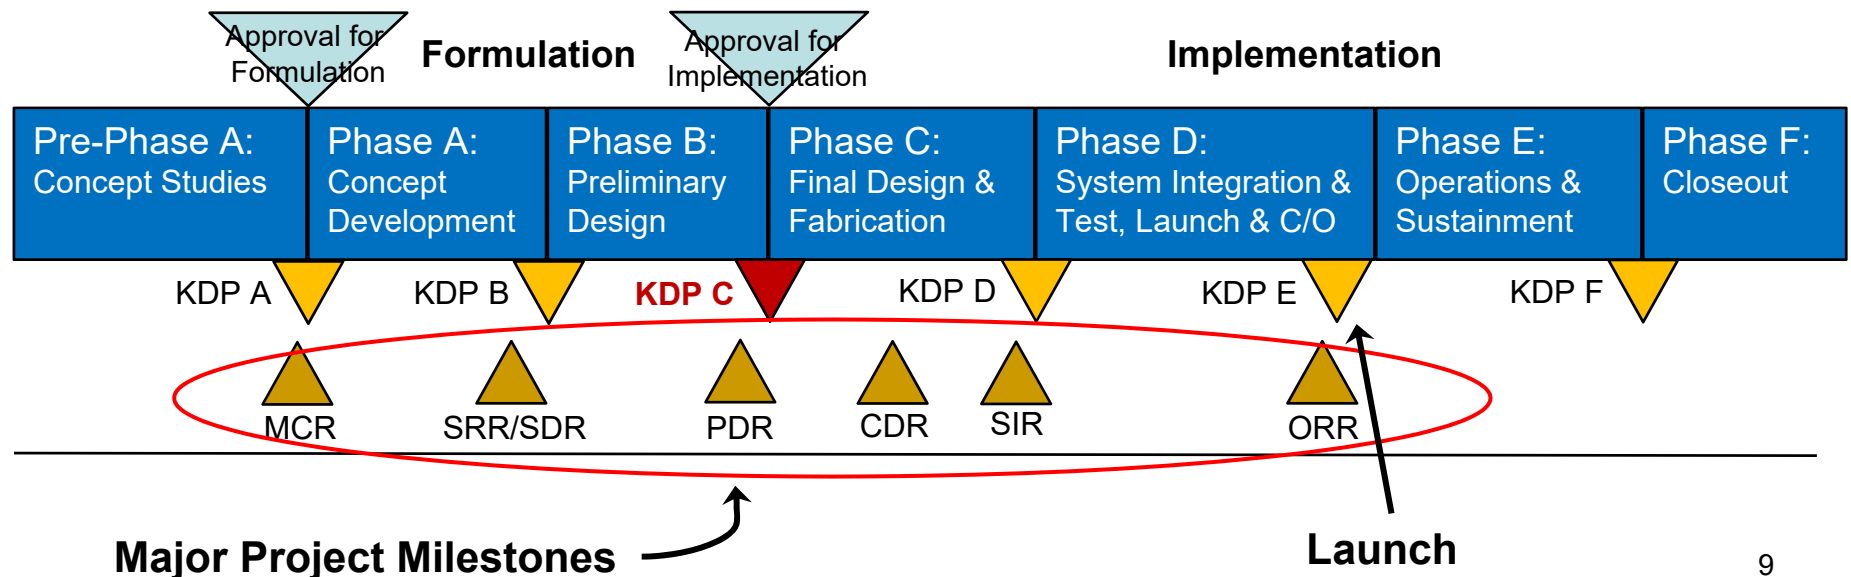 Approval for
Formulation
Formulation
Approval for
Implementation
Implementation
Pre-Phase A:
Concept Studies
Phase A:
Concept
Development
Phase B:
Preliminary
Design
Phase C:
Final Design &
Fabrication
Phase D:
System Integration &
Test, Launch & C/O
Phase E:
Operations &
Sustainment
Phase F:
Closeout
KDP A
KDP B
KDP C
KDP D
KDP E
KDP F
MCR
SRR/SDR
PDR
CDR
SIR
ORR
Major Project Milestones
Launch
9